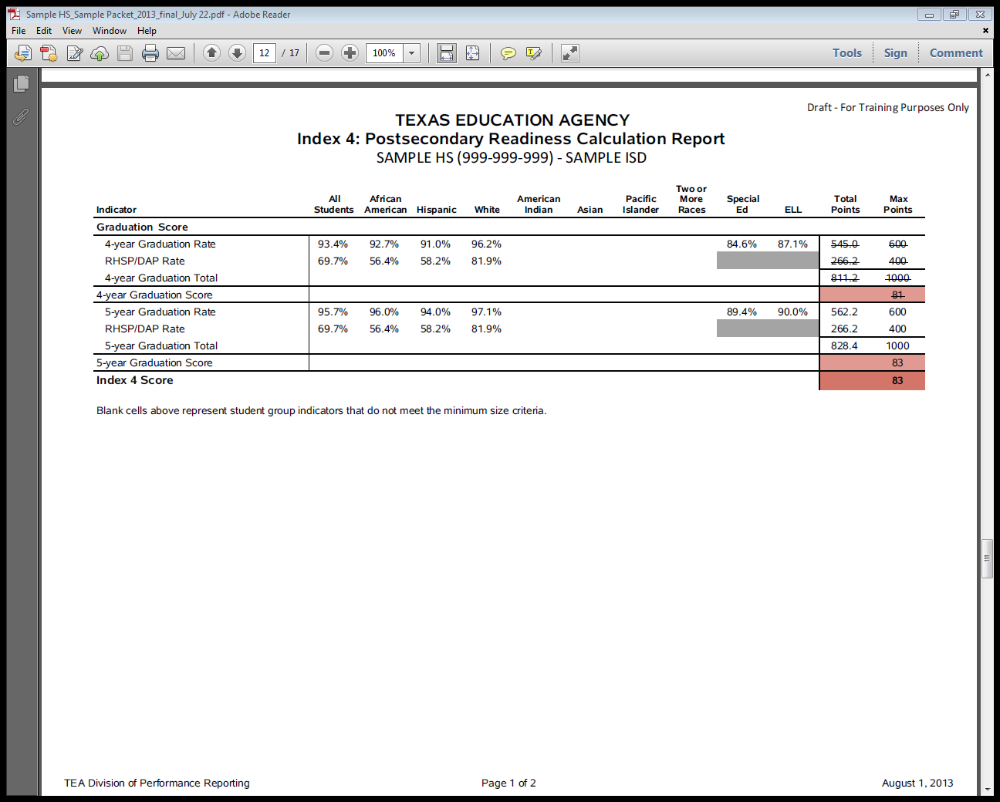 Sample HS_Sample Packet_2013_final_July 22.pdf - Adobe Reader
File Edit View Window Help
12 / 17 100% Tools Sign Comment
Draft - For Training Purposes Only
TEXAS EDUCATION AGENCY
Index 4: Postsecondary Readiness Calculation Report
SAMPLE HS (999-999-999) - SAMPLE ISD
Indicator All Students African American Hispanic White American Indian Asian Pacific Islander Two or More Races Special Ed ELL Total Points Max Points
Graduation Score
4-year Graduation Rate 93.4% 92.7% 91.0% 96.2% 84.6% 87.1% 545.0 600
RHSP/DAP Rate 69.7% 56.4% 58.2% 81.9% 266.2 400
4-year Graduation Total 811.2 1000
4-year Graduation Score 81
5-year Graduation Rate 95.7% 96.0% 94.0% 97.1% 89.4% 90.0% 562.2 600
RHSP/DAP Rate 69.7% 56.4% 58.2% 81.9% 266.2 400
5-year Graduation Total 828.4 1000
5-year Graduation Score 83
Index 4 Score 83
Blank cells above represent student group indicators that do not meet the minimum size criteria.
TEA Division of Performance Reporting Page 1 of 2 August 1, 2013